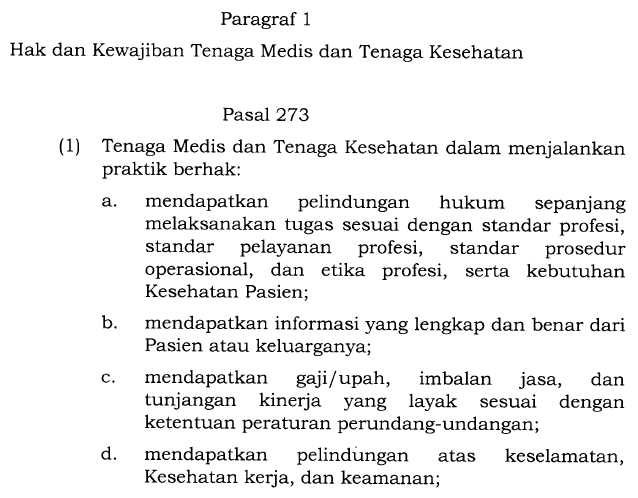 Paragraf 1
Hak dan Kewajiban Tenaga Medis dan Tenaga Kesehatan
Pasal 273
(1) Tenaga Medis dan Tenaga Kesehatan dalam menjalankan
praktik berhak:
a. mendapatkan pelindungan hukum sepanjang
melaksanakan tugas sesuai dengan standar profesi,
standar pelayanan profesi, standar prosedur
operasional, dan etika profesi, serta kebutuhan
Kesehatan Pasien;
b. mendapatkan informasi yang lengkap dan benar dari
Pasien atau keluarganya;
c. mendapatkan gaji/upah, imbalan jasa, dan
tunjangan kinerja yang layak sesuai dengan
ketentuan peraturan perundang-undangan;
d. mendapatkan pelindungan atas keselamatan,
Kesehatan kerja, dan keamanan;